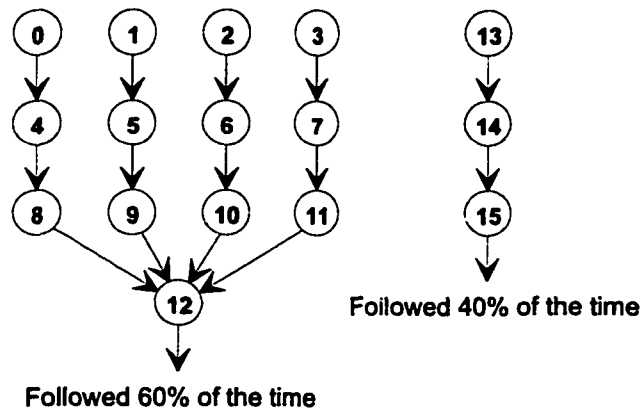 0 1 2 3 13
4 5 6 7 14
8 9 10 11 15
12
Followed 40% of the time
Followed 60% of the time